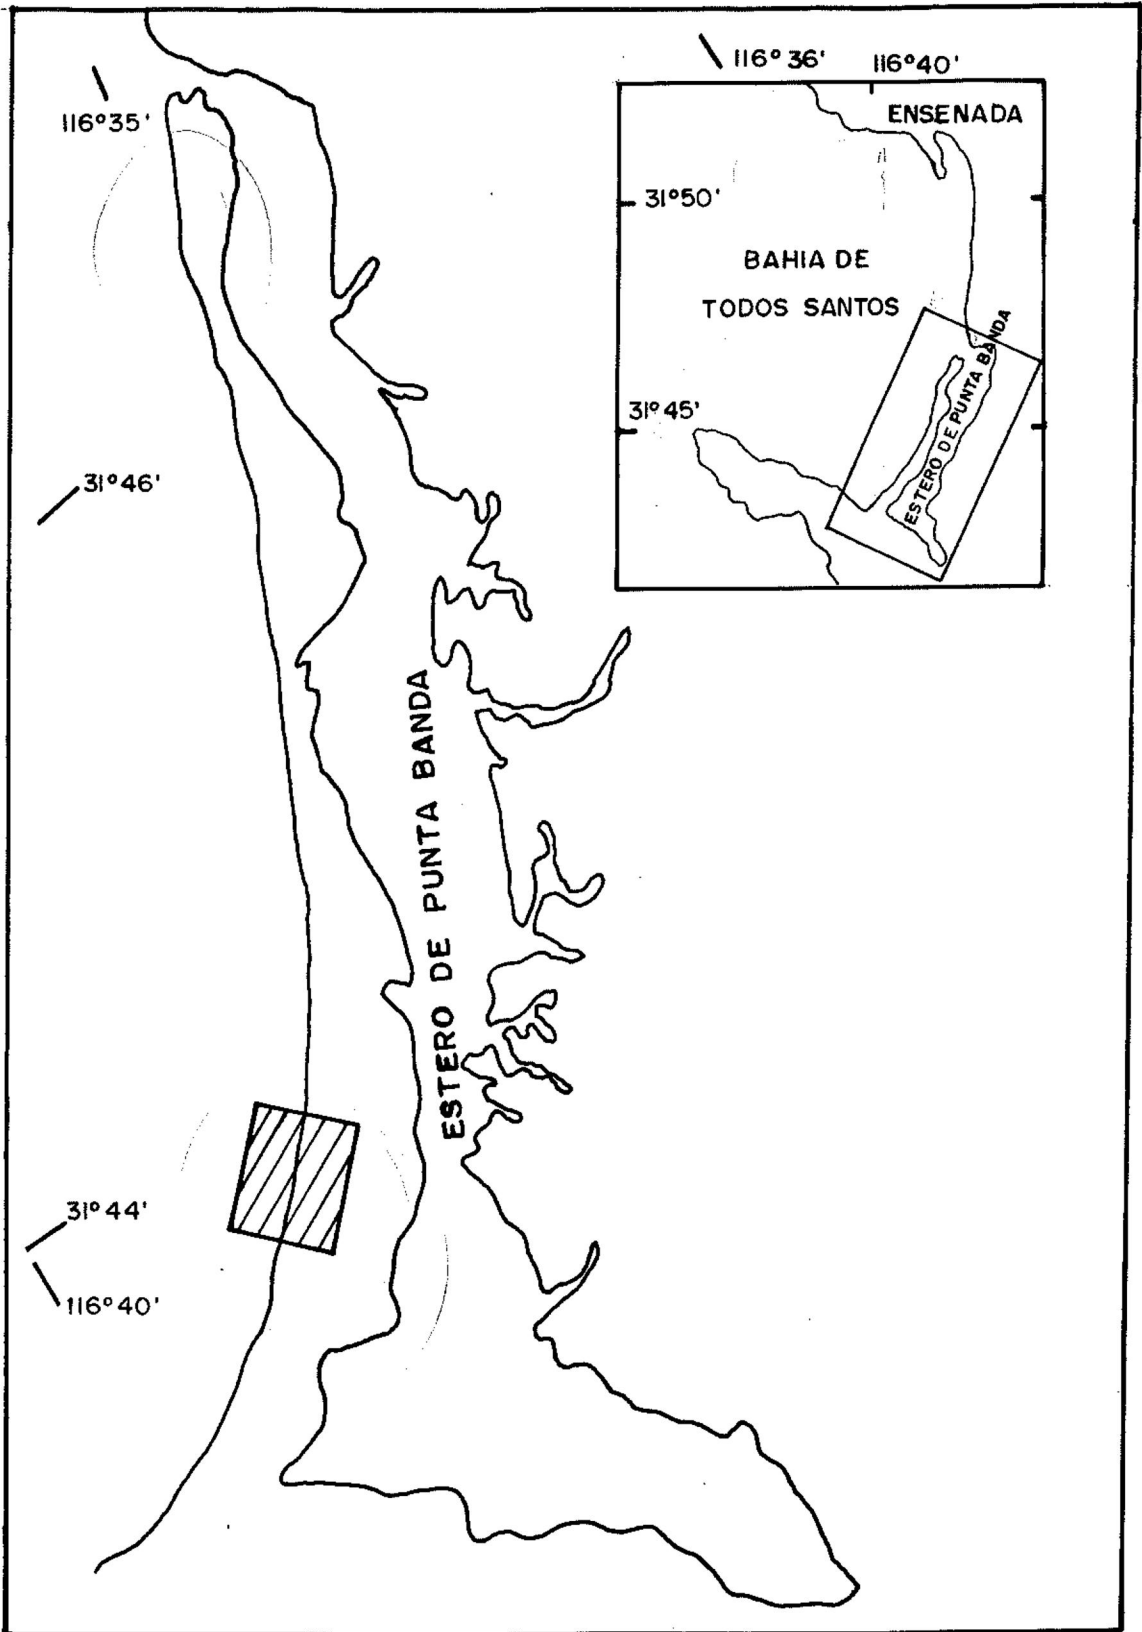 116° 36' 116°40'
116°35'
ENSENADA
31°50'
BAHIA DE
TODOS SANTOS
ESTERO DE PUNTA BANDA
31°45'
31°46'
ESTERO DE PUNTA BANDA
31°44'
116°40'